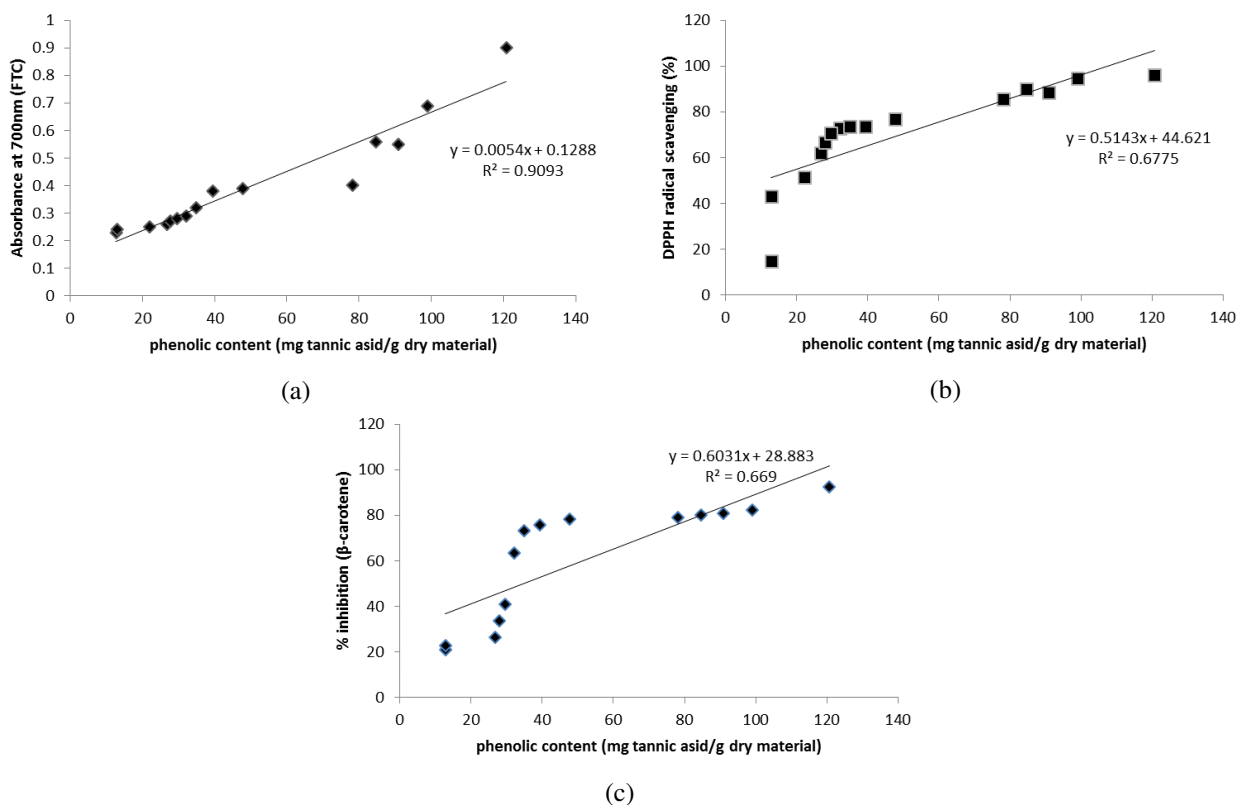 Absorbance at 700nm (FTC)
1
0.9
0.8
0.7
0.6
0.5
0.4
0.3
0.2
0.1
0
0 20 40 60 80 100 120 140
y = 0.0054x + 0.1288
R² = 0.9093
phenolic content (mg tannic asid/g dry material)
(a)
DPPH radical scavenging (%)
120
100
80
60
40
20
0
0 20 40 60 80 100 120 140
y = 0.5143x + 44.621
R² = 0.6775
phenolic content (mg tannic asid/g dry material)
(b)
% inhibition (β-carotene)
120
100
80
60
40
20
0
0 20 40 60 80 100 120 140
y = 0.6031x + 28.883
R² = 0.669
phenolic content (mg tannic asid/g dry material)
(c)